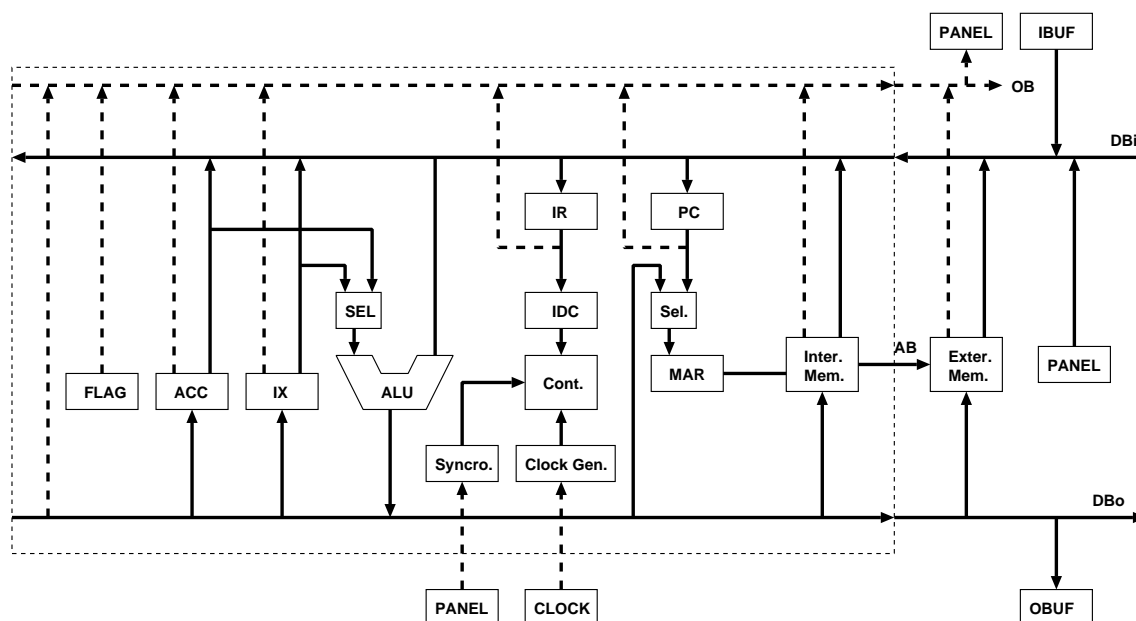 PANEL
IBUF
OB
DBi
IR
PC
SEL
IDC
Sel.
AB
FLAG
ACC
IX
ALU
Cont.
MAR
Inter.
Mem.
Exter.
Mem.
PANEL
Syncro.
Clock Gen.
DBo
PANEL
CLOCK
OBUF